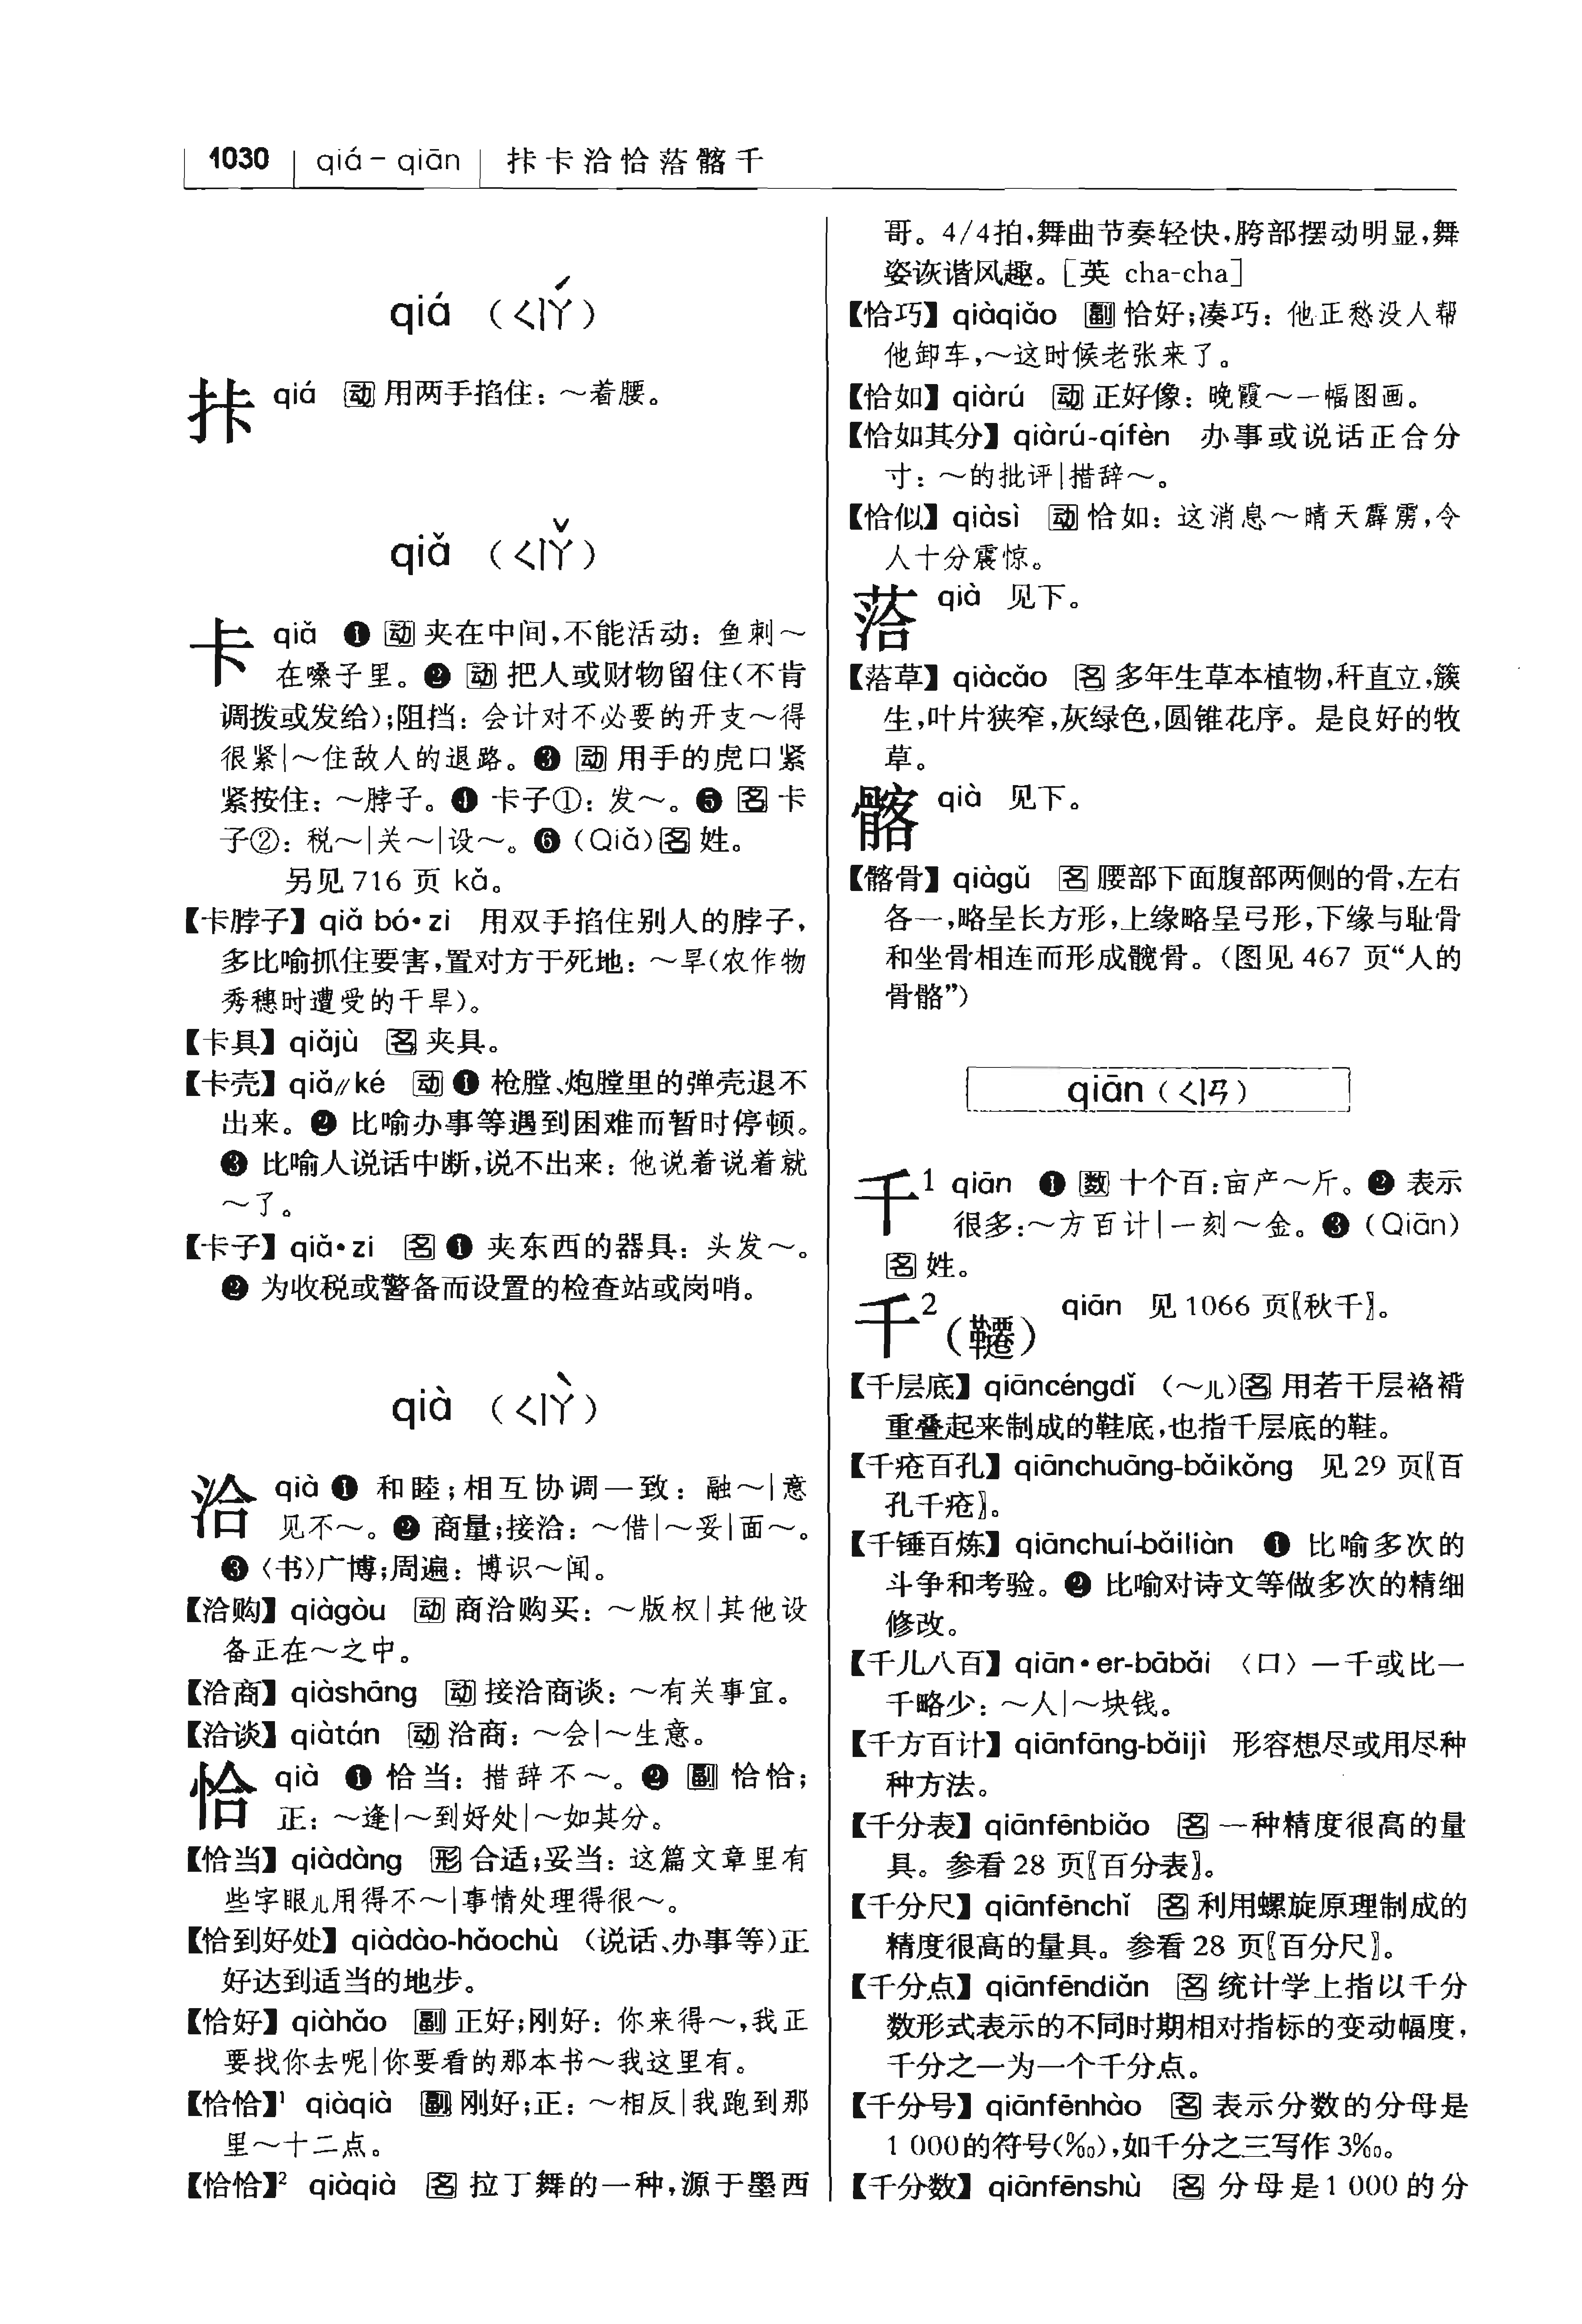 1030 qiá－qiān 拤卡洽恰䓣髂千
qiá （ㄑㄧㄚˊ）
拤 qiá 动 用两手掐住：～着腰。
qiǎ （ㄑㄧㄚˇ）
卡 qiǎ ❶ 动 夹在中间，不能活动：鱼刺～
在嗓子里。❷ 动 把人或财物留住（不肯
调拨或发给）；阻挡：会计对不必要的开支～得
很紧|～住敌人的退路。❸ 动 用手的虎口紧
紧按住：～脖子。❹ 卡子①：发～。❺ 名 卡
子②：税～|关～|设～。❻（Qiǎ）名 姓。
另见 716 页 kǎ。
【卡脖子】qiǎ bó•zi 用双手掐住别人的脖子，
多比喻抓住要害，置对方于死地：～旱（农作物
秀穗时遭受的干旱）。
【卡具】qiǎjù 名 夹具。
【卡壳】qiǎ∥ké 动 ❶ 枪膛、炮膛里的弹壳退不
出来。❷ 比喻办事等遇到困难而暂时停顿。
❸ 比喻人说话中断，说不出来：他说着说着就
～了。
【卡子】qiǎ•zi 名 ❶ 夹东西的器具：头发～。
❷ 为收税或警备而设置的检查站或岗哨。
qià （ㄑㄧㄚˋ）
洽 qià ❶ 和睦；相互协调一致：融～|意
见不～。❷ 商量；接洽：～借|～妥|面～。
❸〈书〉广博；周遍：博识～闻。
【洽购】qiàgòu 动 商洽购买：～版权|其他设
备正在～之中。
【洽商】qiàshāng 动 接洽商谈：～有关事宜。
【洽谈】qiàtán 动 洽商：～会|～生意。
恰 qià ❶ 恰当：措辞不～。❷ 副 恰恰；
正：～逢|～到好处|～如其分。
【恰当】qiàdàng 形 合适；妥当：这篇文章里有
些字眼儿用得不～|事情处理得很～。
【恰到好处】qiàdào-hǎochù （说话、办事等）正
好达到适当的地步。
【恰好】qiàhǎo 副 正好；刚好：你来得～，我正
要找你去呢|你要看的那本书～我这里有。
【恰恰】¹ qiàqià 副 刚好；正：～相反|我跑到那
里～十二点。
【恰恰】² qiàqià 名 拉丁舞的一种，源于墨西
哥。4/4拍，舞曲节奏轻快，胯部摆动明显，舞
姿诙谐风趣。［英 cha-cha］
【恰巧】qiàqiǎo 副 恰好；凑巧：他正愁没人帮
他卸车，～这时候老张来了。
【恰如】qiàrú 动 正好像：晚霞～一幅图画。
【恰如其分】qiàrú-qífèn 办事或说话正合分
寸：～的批评|措辞～。
【恰似】qiàsì 动 恰如：这消息～晴天霹雳，令
人十分震惊。
䓣 qià 见下。
【䓣草】qiàcǎo 名 多年生草本植物，秆直立，簇
生，叶片狭窄，灰绿色，圆锥花序。是良好的牧
草。
髂 qià 见下。
【髂骨】qiàgǔ 名 腰部下面腹部两侧的骨，左右
各一，略呈长方形，上缘略呈弓形，下缘与耻骨
和坐骨相连而形成髋骨。（图见 467 页“人的
骨骼”）
qiān（ㄑㄧㄢ）
千¹ qiān ❶ 数 十个百：亩产～斤。❷ 表示
很多：～方百计|一刻～金。❸（Qiān）
名 姓。
千²（韆） qiān 见 1066 页〖秋千〗。
【千层底】qiāncéngdǐ （～儿）名 用若干层袼褙
重叠起来制成的鞋底，也指千层底的鞋。
【千疮百孔】qiānchuāng-bǎikǒng 见 29 页〖百
孔千疮〗。
【千锤百炼】qiānchuí-bǎiliàn ❶ 比喻多次的
斗争和考验。❷ 比喻对诗文等做多次的精细
修改。
【千儿八百】qiān•er-bābǎi 〈口〉一千或比一
千略少：～人|～块钱。
【千方百计】qiānfāng-bǎijì 形容想尽或用尽种
种方法。
【千分表】qiānfēnbiǎo 名 一种精度很高的量
具。参看 28 页〖百分表〗。
【千分尺】qiānfēnchǐ 名 利用螺旋原理制成的
精度很高的量具。参看 28 页〖百分尺〗。
【千分点】qiānfēndiǎn 名 统计学上指以千分
数形式表示的不同时期相对指标的变动幅度，
千分之一为一个千分点。
【千分号】qiānfēnhào 名 表示分数的分母是
1 000的符号（‰），如千分之三写作 3‰。
【千分数】qiānfēnshù 名 分母是1 000 的分